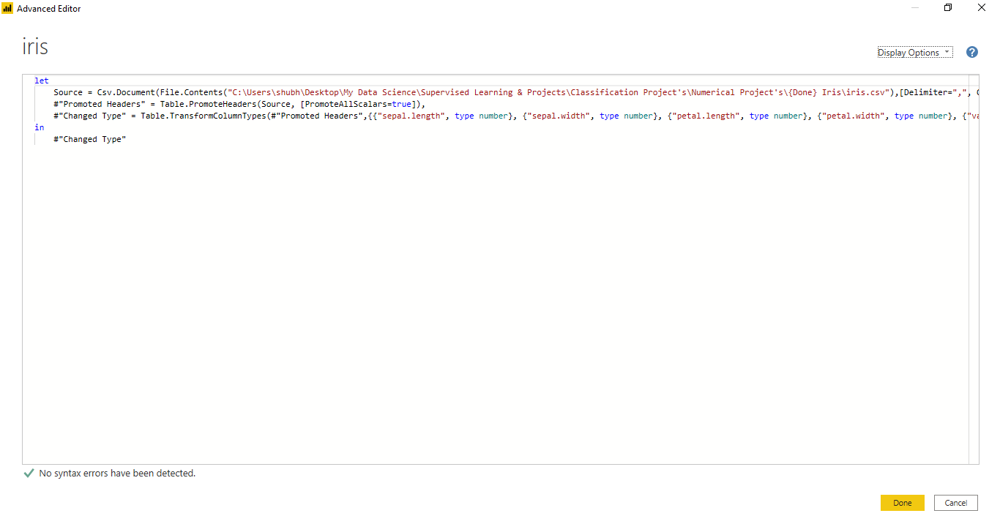 Advanced Editor
iris
Display Options
?
let
Source = Csv.Document(File.Contents("C:\Users\shubh\Desktop\My Data Science\Supervised Learning & Projects\Classification Project's\Numerical Project's\{Done} Iris\iris.csv"),[Delimiter=",",
#"Promoted Headers" = Table.PromoteHeaders(Source, [PromoteAllScalars=true]),
#"Changed Type" = Table.TransformColumnTypes(#"Promoted Headers",{{"sepal.length", type number}, {"sepal.width", type number}, {"petal.length", type number}, {"petal.width", type number}, {"va
in
#"Changed Type"
No syntax errors have been detected.
Done
Cancel